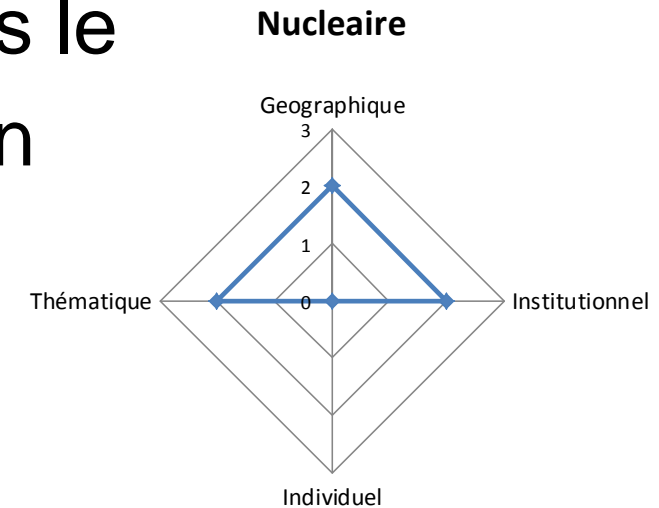 s le
n
Nucleaire
Geographique
3
2
1
0
Thématique
Institutionnel
Individuel